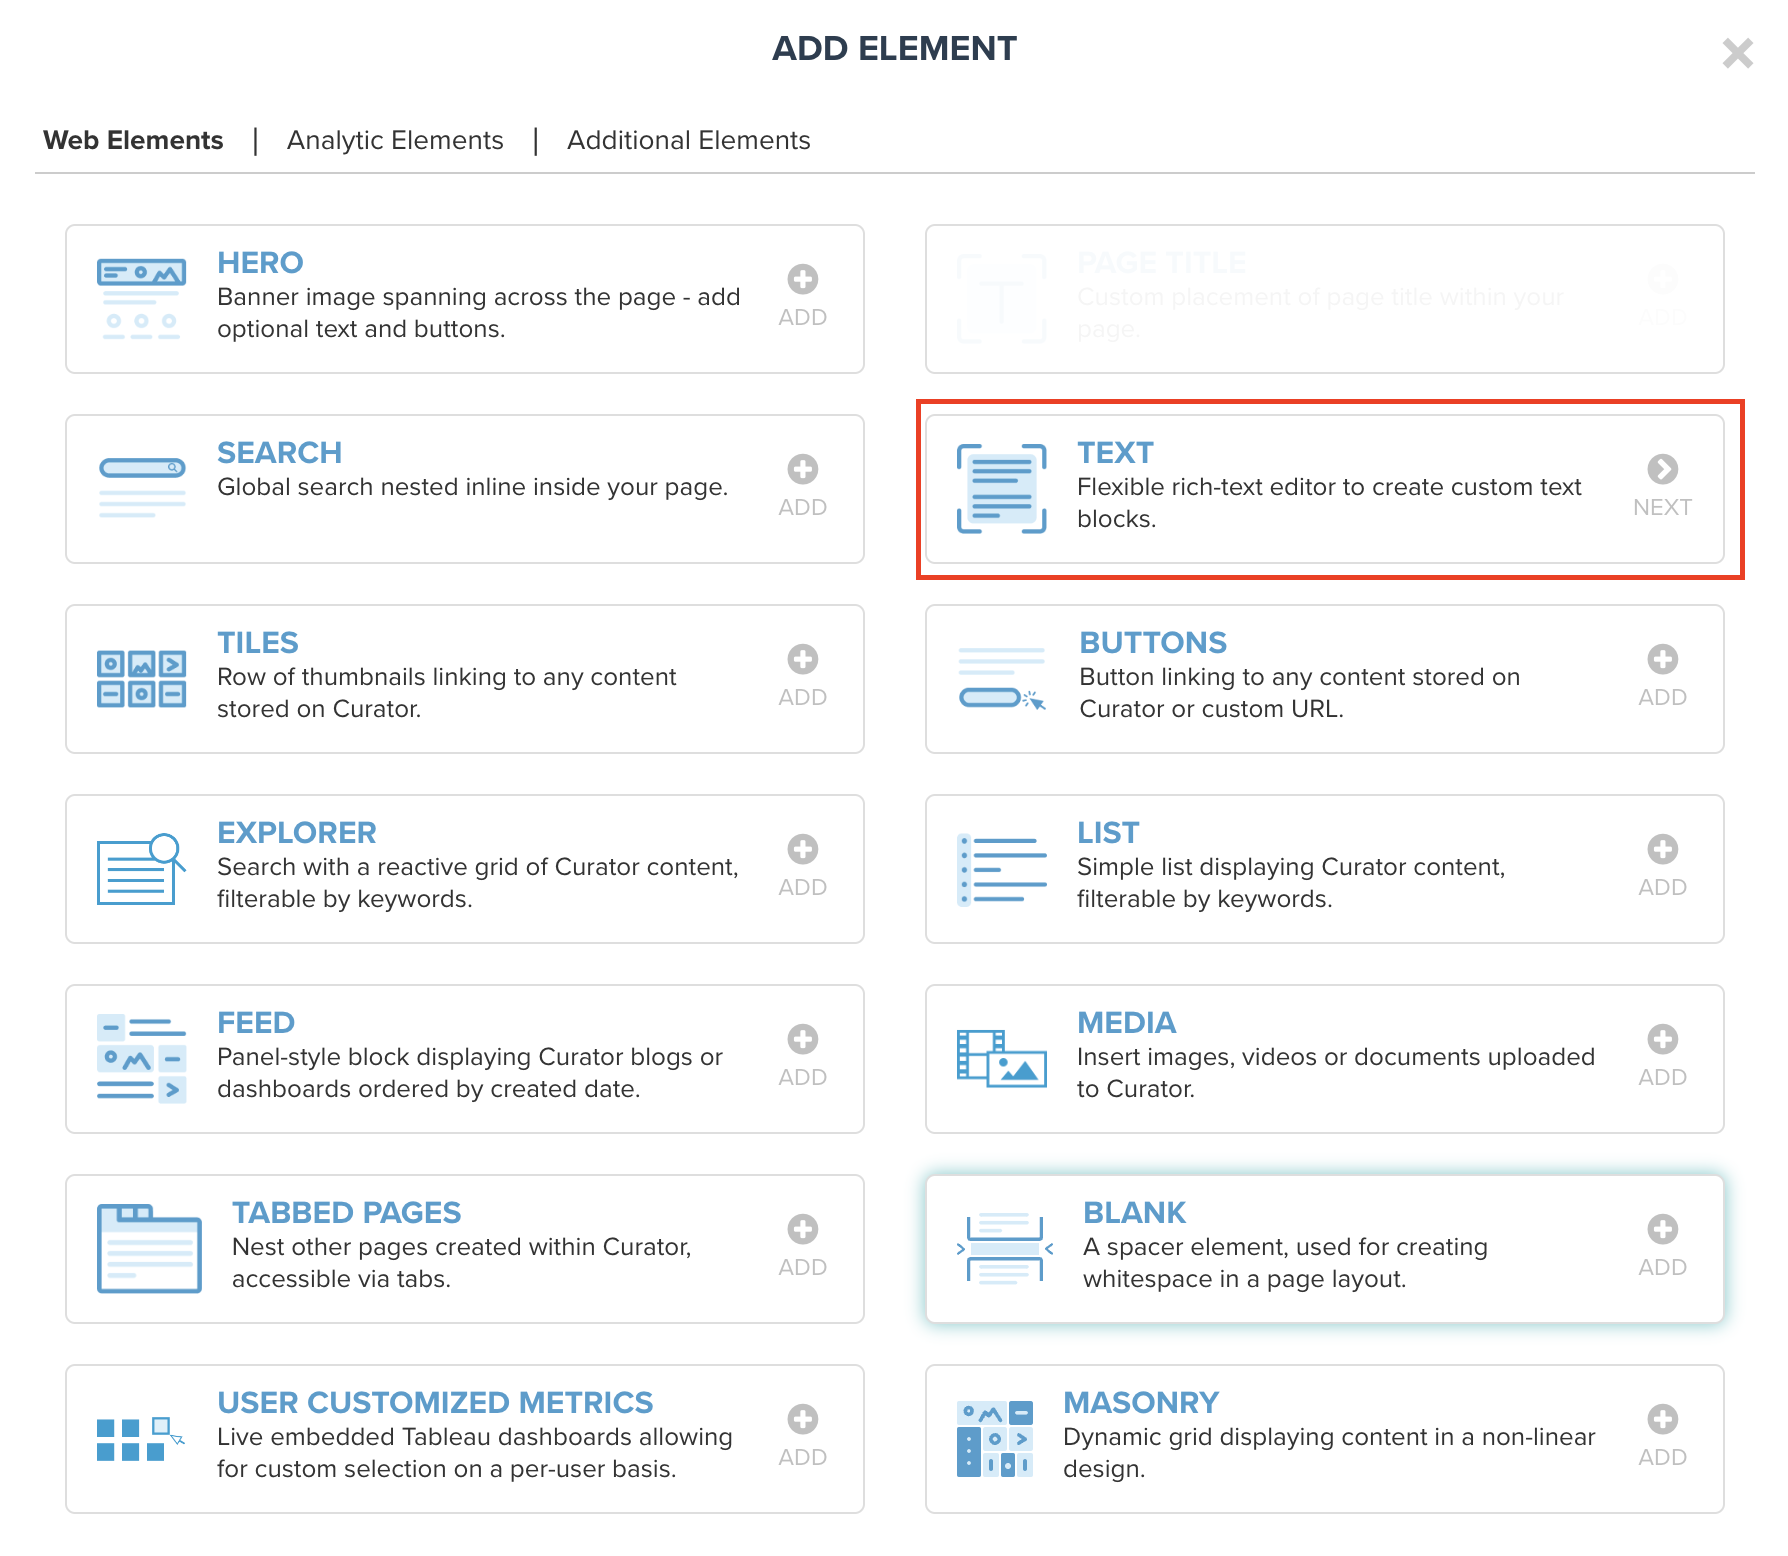 ADD ELEMENT
Web Elements | Analytic Elements | Additional Elements
HERO
Banner image spanning across the page - add
optional text and buttons.
ADD
PAGE TITLE
Custom placement of page title within your
page.
ADD
SEARCH
Global search nested inline inside your page.
ADD
TEXT
Flexible rich-text editor to create custom text
blocks.
NEXT
TILES
Row of thumbnails linking to any content
stored on Curator.
ADD
BUTTONS
Button linking to any content stored on
Curator or custom URL.
ADD
EXPLORER
Search with a reactive grid of Curator content,
filterable by keywords.
ADD
LIST
Simple list displaying Curator content,
filterable by keywords.
ADD
FEED
Panel-style block displaying Curator blogs or
dashboards ordered by created date.
ADD
MEDIA
Insert images, videos or documents uploaded
to Curator.
ADD
TABBED PAGES
Nest other pages created within Curator,
accessible via tabs.
ADD
BLANK
A spacer element, used for creating
whitespace in a page layout.
ADD
USER CUSTOMIZED METRICS
Live embedded Tableau dashboards allowing
for custom selection on a per-user basis.
ADD
MASONRY
Dynamic grid displaying content in a non-linear
design.
ADD